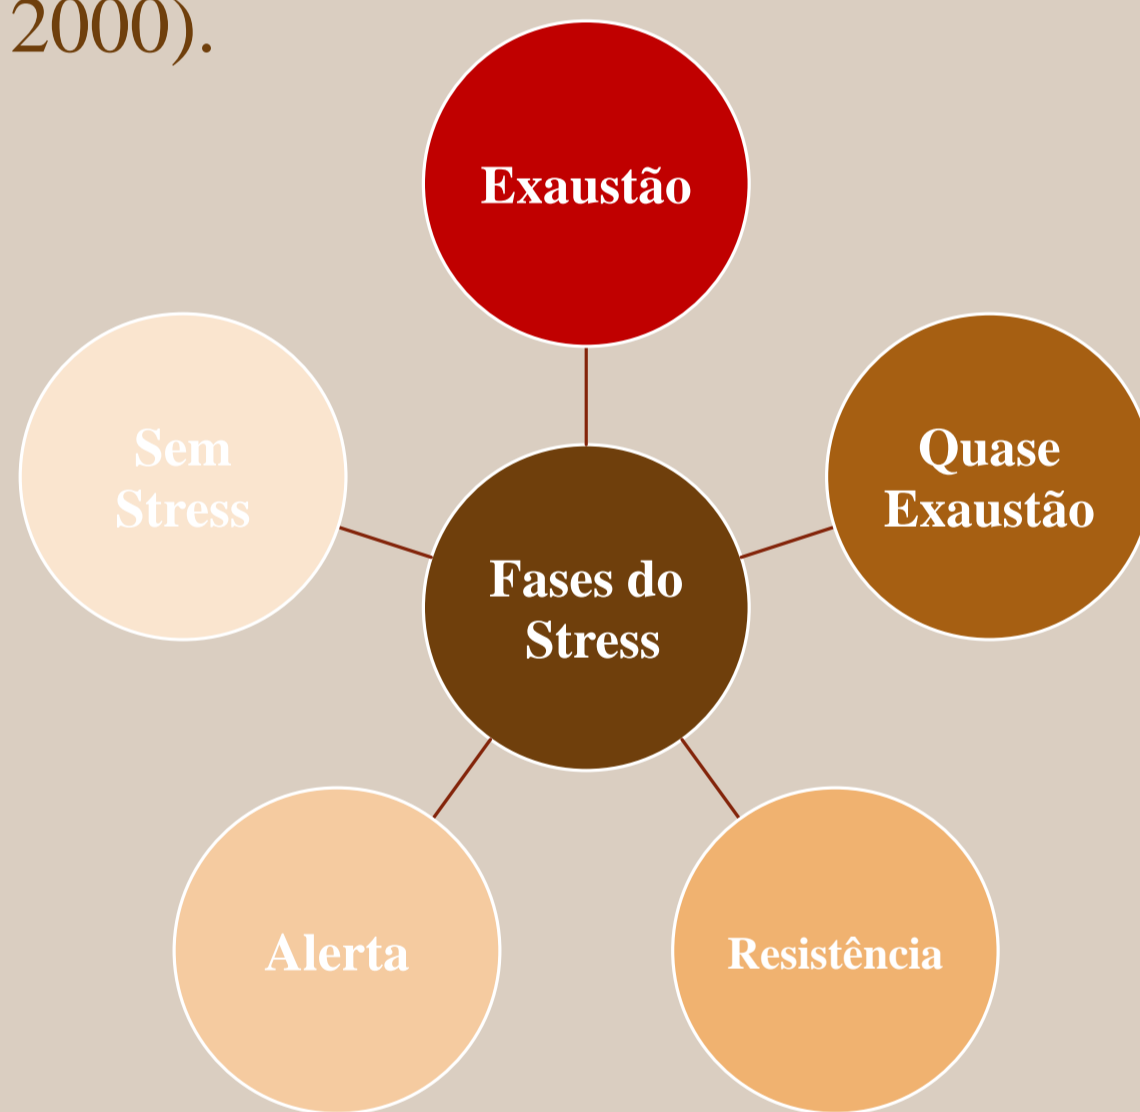 2000).
Exaustão
Sem
Stress
Quase
Exaustão
Fases do
Stress
Alerta
Resistência